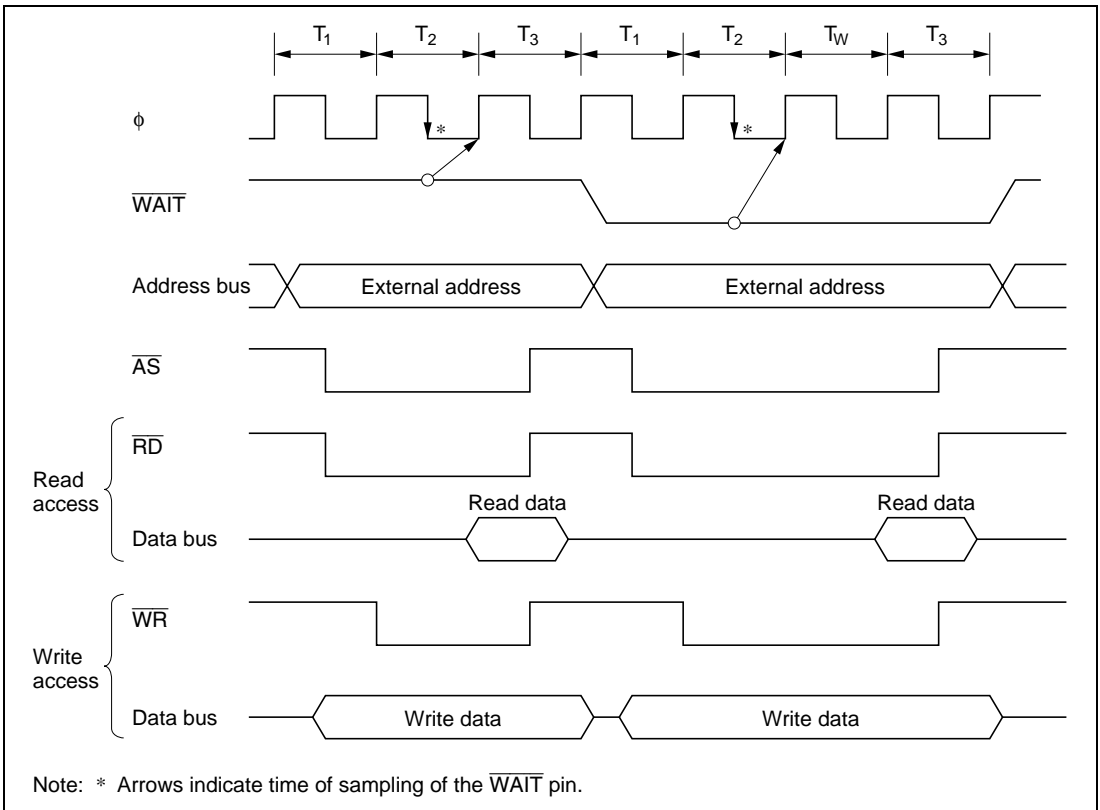 T1 T2 T3 T1 T2 TW T3
ϕ
* *
WAIT
Address bus External address External address
AS
RD
Read access
Read data Read data
Data bus
WR
Write access
Data bus Write data Write data
Note: * Arrows indicate time of sampling of the WAIT pin.